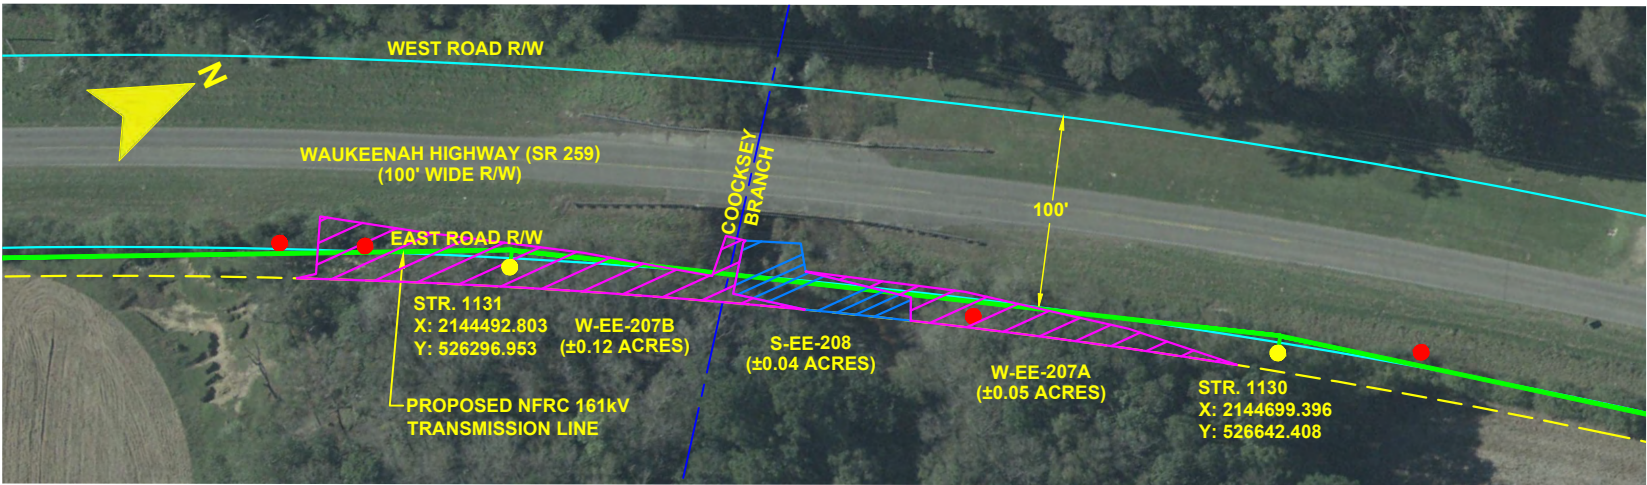 WEST ROAD R/W
N
WAUKEENAH HIGHWAY (SR 259)
(100' WIDE R/W)
COOCKSEY
BRANCH
100'
EAST ROAD R/W
STR. 1131
X: 2144492.803
Y: 526296.953
W-EE-207B
(±0.12 ACRES)
S-EE-208
(±0.04 ACRES)
W-EE-207A
(±0.05 ACRES)
STR. 1130
X: 2144699.396
Y: 526642.408
PROPOSED NFRC 161kV
TRANSMISSION LINE